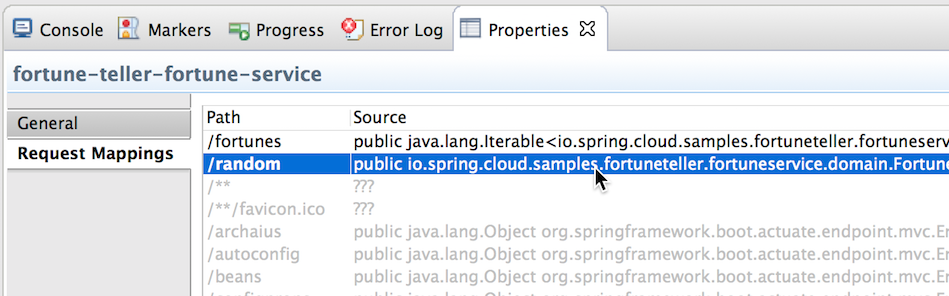 Console Markers Progress Error Log Properties
fortune-teller-fortune-service
General
Request Mappings
Path Source
/fortunes public java.lang.Iterable<io.spring.cloud.samples.fortuneteller.fortuneserv
/random public io.spring.cloud.samples.fortuneteller.fortuneservice.domain.Fortune
/** ???
/**/favicon.ico ???
/archaius public java.lang.Object org.springframework.boot.actuate.endpoint.mvc.En
/autoconfig public java.lang.Object org.springframework.boot.actuate.endpoint.mvc.En
/beans public java.lang.Object org.springframework.boot.actuate.endpoint.mvc.En